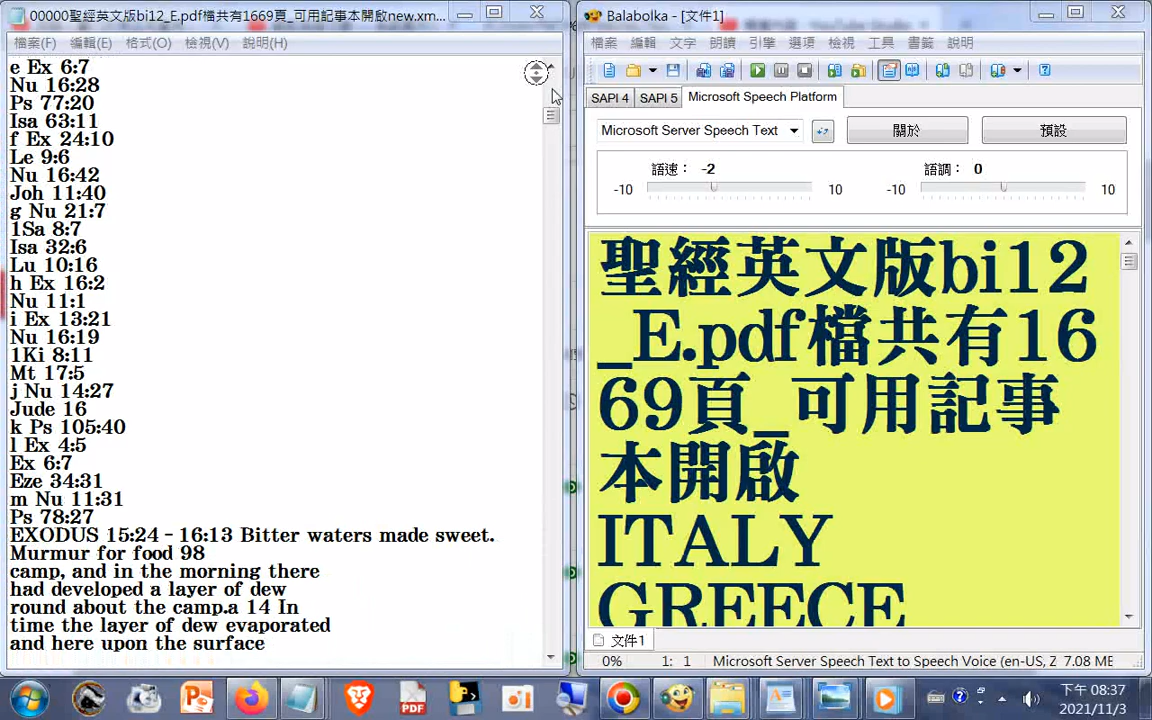 00000聖經英文版bi12_E.pdf檔共有1669頁_可用記事本開啟new.xm...
檔案(F) 編輯(E) 格式(O) 檢視(V) 說明(H)
e Ex 6:7
Nu 16:28
Ps 77:20
Isa 63:11
f Ex 24:10
Le 9:6
Nu 16:42
Joh 11:40
g Nu 21:7
1Sa 8:7
Isa 32:6
Lu 10:16
h Ex 16:2
Nu 11:1
i Ex 13:21
Nu 16:19
1Ki 8:11
Mt 17:5
j Nu 14:27
Jude 16
k Ps 105:40
l Ex 4:5
Ex 6:7
Eze 34:31
m Nu 11:31
Ps 78:27
EXODUS 15:24 – 16:13 Bitter waters made sweet.
Murmur for food 98
camp, and in the morning there
had developed a layer of dew
round about the camp.a 14 In
time the layer of dew evaporated
and here upon the surface
Balabolka - [文件1]
檔案 編輯 文字 朗讀 引擎 選項 檢視 工具 書籤 說明
SAPI 4 SAPI 5 Microsoft Speech Platform
Microsoft Server Speech Text 關於 預設
語速： -2 語調： 0
-10 10 -10 10
聖經英文版bi12
_E.pdf檔共有16
69頁_可用記事
本開啟
ITALY
GREECE
文件1
0% 1: 1 Microsoft Server Speech Text to Speech Voice (en-US, Z 7.08 ME
PDF
下午 08:37
2021/11/3